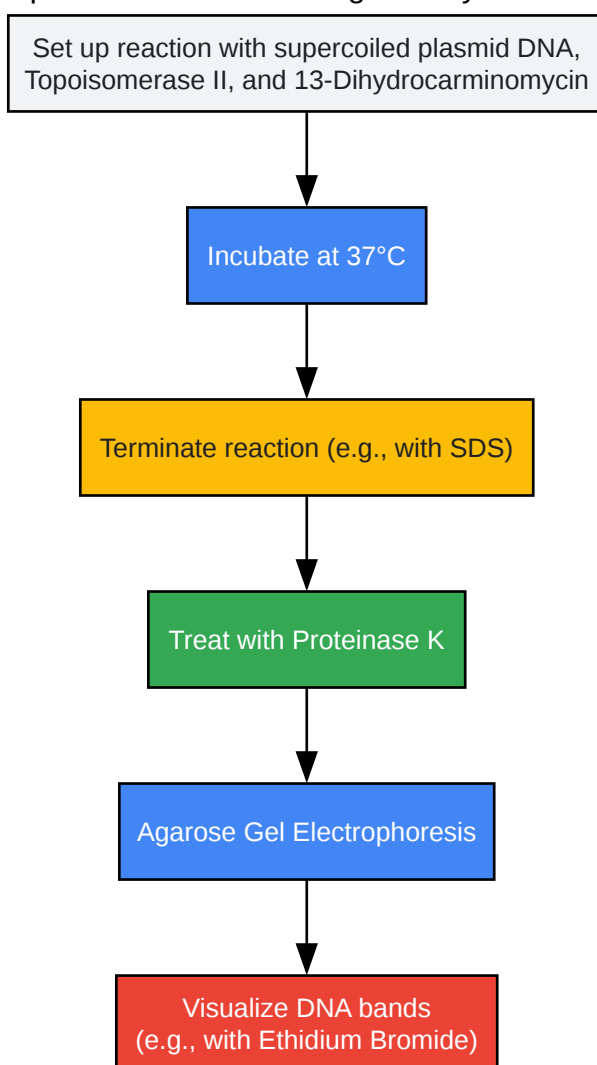 Set up reaction with supercoiled plasmid DNA,
Topoisomerase II, and 13-Dihydrocarminomycin
Incubate at 37°C
Terminate reaction (e.g., with SDS)
Treat with Proteinase K
Agarose Gel Electrophoresis
Visualize DNA bands
(e.g., with Ethidium Bromide)